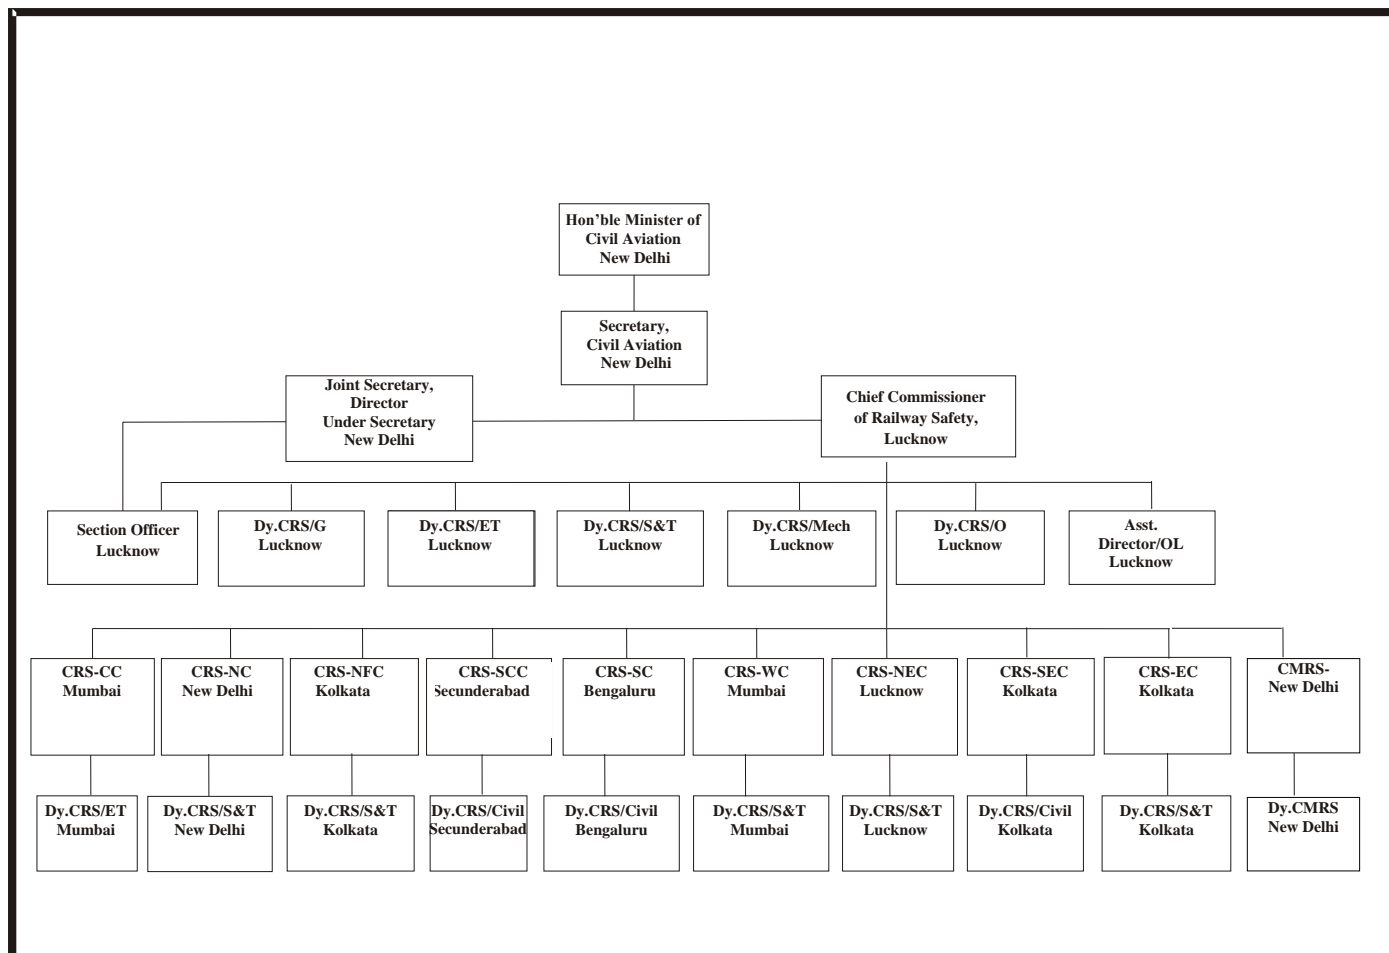 Hon’ble Minister of
Civil Aviation
New Delhi
Secretary,
Civil Aviation
New Delhi
Joint Secretary,
Director
Under Secretary
New Delhi
Chief Commissioner
of Railway Safety,
Lucknow
Section Officer
Lucknow
Dy.CRS/G
Lucknow
Dy.CRS/ET
Lucknow
Dy.CRS/S&T
Lucknow
Dy.CRS/Mech
Lucknow
Dy.CRS/O
Lucknow
Asst.
Director/OL
Lucknow
CRS-CC
Mumbai
CRS-NC
New Delhi
CRS-NFC
Kolkata
CRS-SCC
Secunderabad
CRS-SC
Bengaluru
CRS-WC
Mumbai
CRS-NEC
Lucknow
CRS-SEC
Kolkata
CRS-EC
Kolkata
CMRS-
New Delhi
Dy.CRS/ET
Mumbai
Dy.CRS/S&T
New Delhi
Dy.CRS/S&T
Kolkata
Dy.CRS/Civil
Secunderabad
Dy.CRS/Civil
Bengaluru
Dy.CRS/S&T
Mumbai
Dy.CRS/S&T
Lucknow
Dy.CRS/Civil
Kolkata
Dy.CRS/S&T
Kolkata
Dy.CMRS
New Delhi